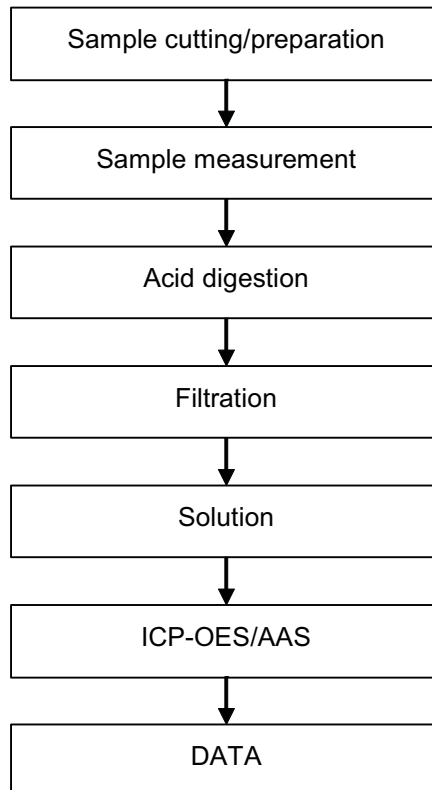 Sample cutting/preparation
Sample measurement
Acid digestion
Filtration
Solution
ICP-OES/AAS
DATA